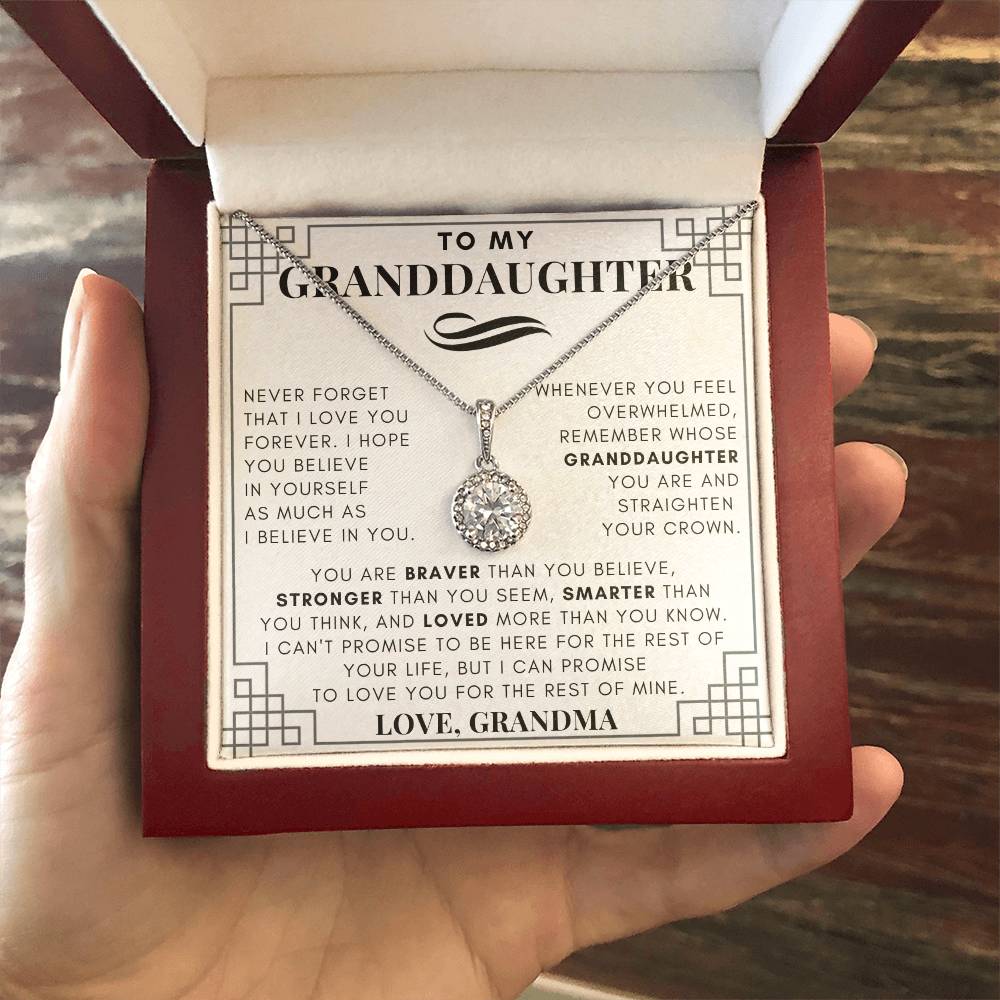 TO MY
GRANDDAUGHTER
NEVER FORGET
THAT I LOVE YOU
FOREVER. I HOPE
YOU BELIEVE
IN YOURSELF
AS MUCH AS
I BELIEVE IN YOU.
WHENEVER YOU FEEL
OVERWHELMED,
REMEMBER WHOSE
GRANDDAUGHTER
YOU ARE AND
STRAIGHTEN
YOUR CROWN.
YOU ARE BRAVER THAN YOU BELIEVE,
STRONGER THAN YOU SEEM, SMARTER THAN
YOU THINK, AND LOVED MORE THAN YOU KNOW.
I CAN'T PROMISE TO BE HERE FOR THE REST OF
YOUR LIFE, BUT I CAN PROMISE
TO LOVE YOU FOR THE REST OF MINE.
LOVE, GRANDMA